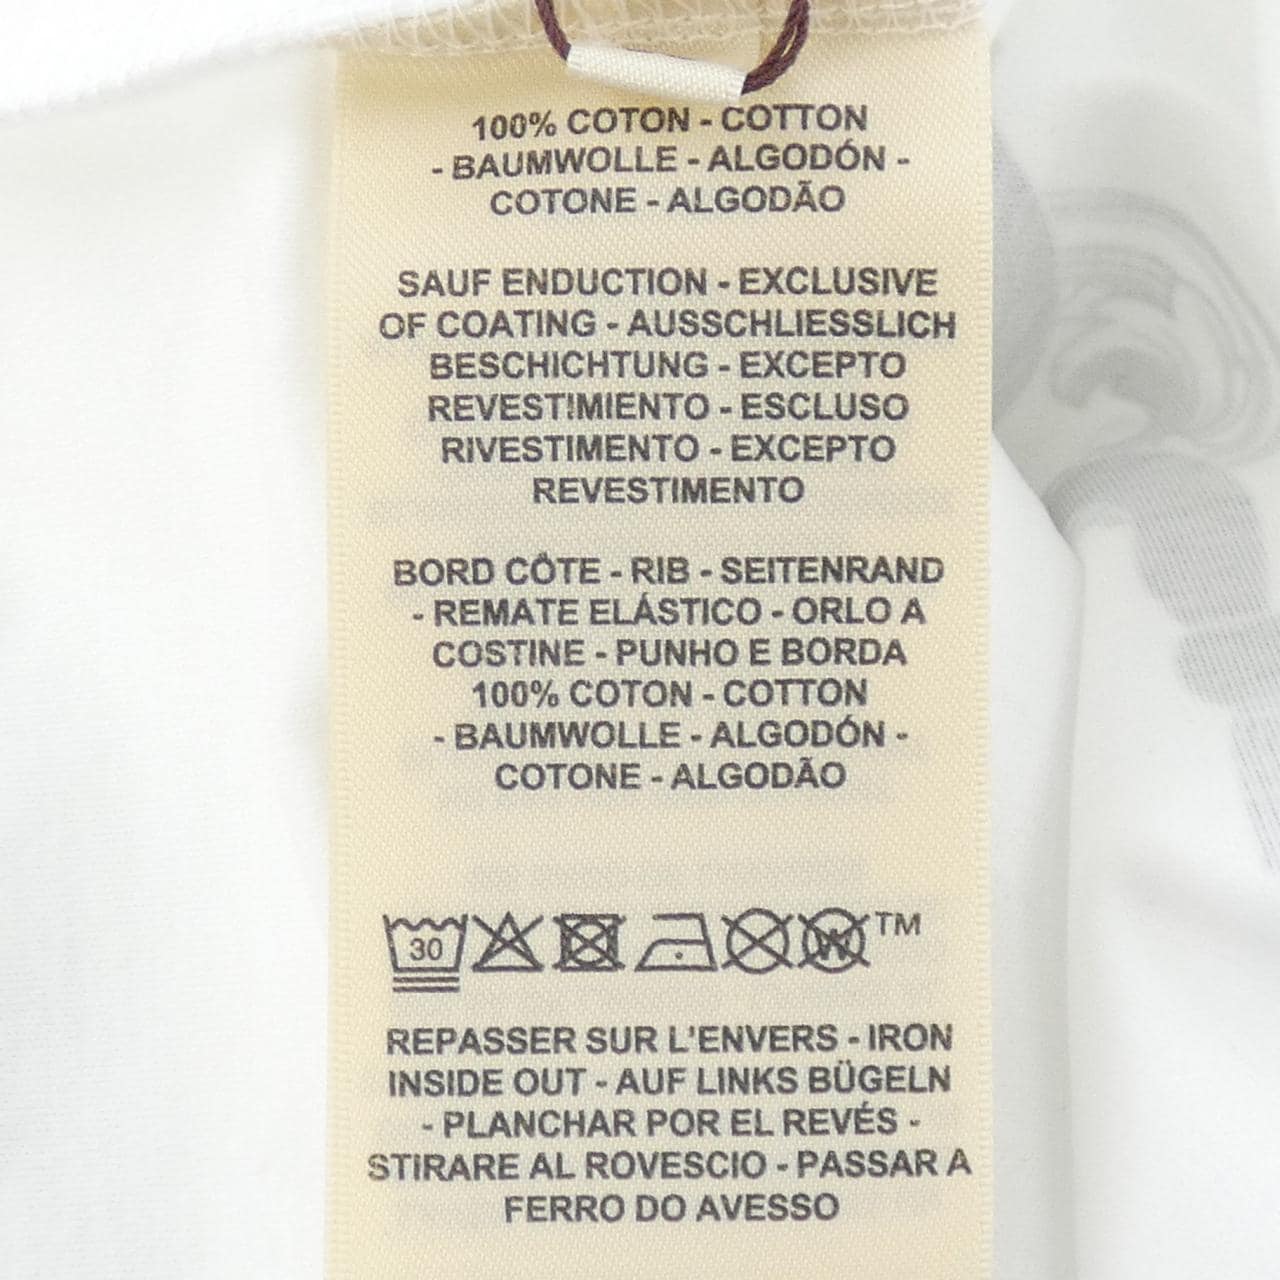 100% COTON - COTTON
- BAUMWOLLE - ALGODÓN -
COTONE - ALGODÃO
SAUF ENDUCTION - EXCLUSIVE
OF COATING - AUSSCHLIESSLICH
BESCHICHTUNG - EXCEPTO
REVESTIMIENTO - ESCLUSO
RIVESTIMENTO - EXCEPTO
REVESTIMENTO
BORD CÔTE - RIB - SEITENRAND
- REMATE ELÁSTICO - ORLO A
COSTINE - PUNHO E BORDA
100% COTON - COTTON
- BAUMWOLLE - ALGODÓN -
COTONE - ALGODÃO
30 W TM
REPASSER SUR L'ENVERS - IRON
INSIDE OUT - AUF LINKS BÜGELN
- PLANCHAR POR EL REVÉS -
STIRARE AL ROVESCIO - PASSAR A
FERRO DO AVESSO